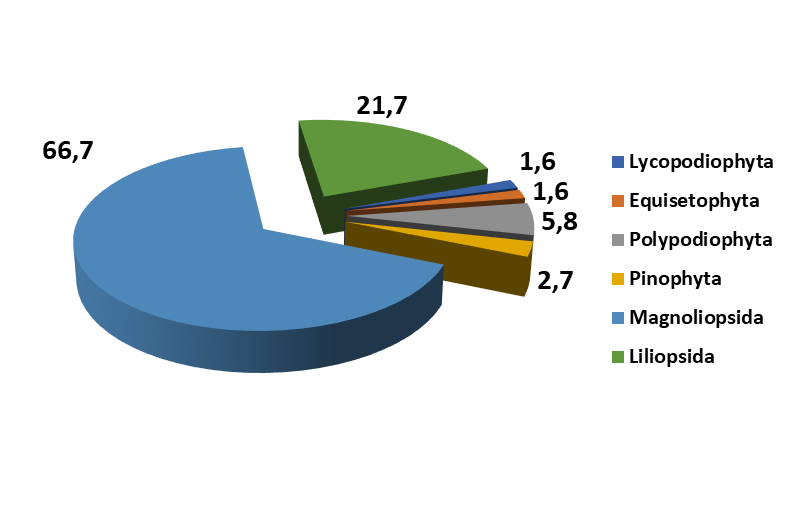 21,7
66,7
1,6
1,6
5,8
2,7
Lycopodiophyta
Equisetophyta
Polypodiophyta
Pinophyta
Magnoliopsida
Liliopsida